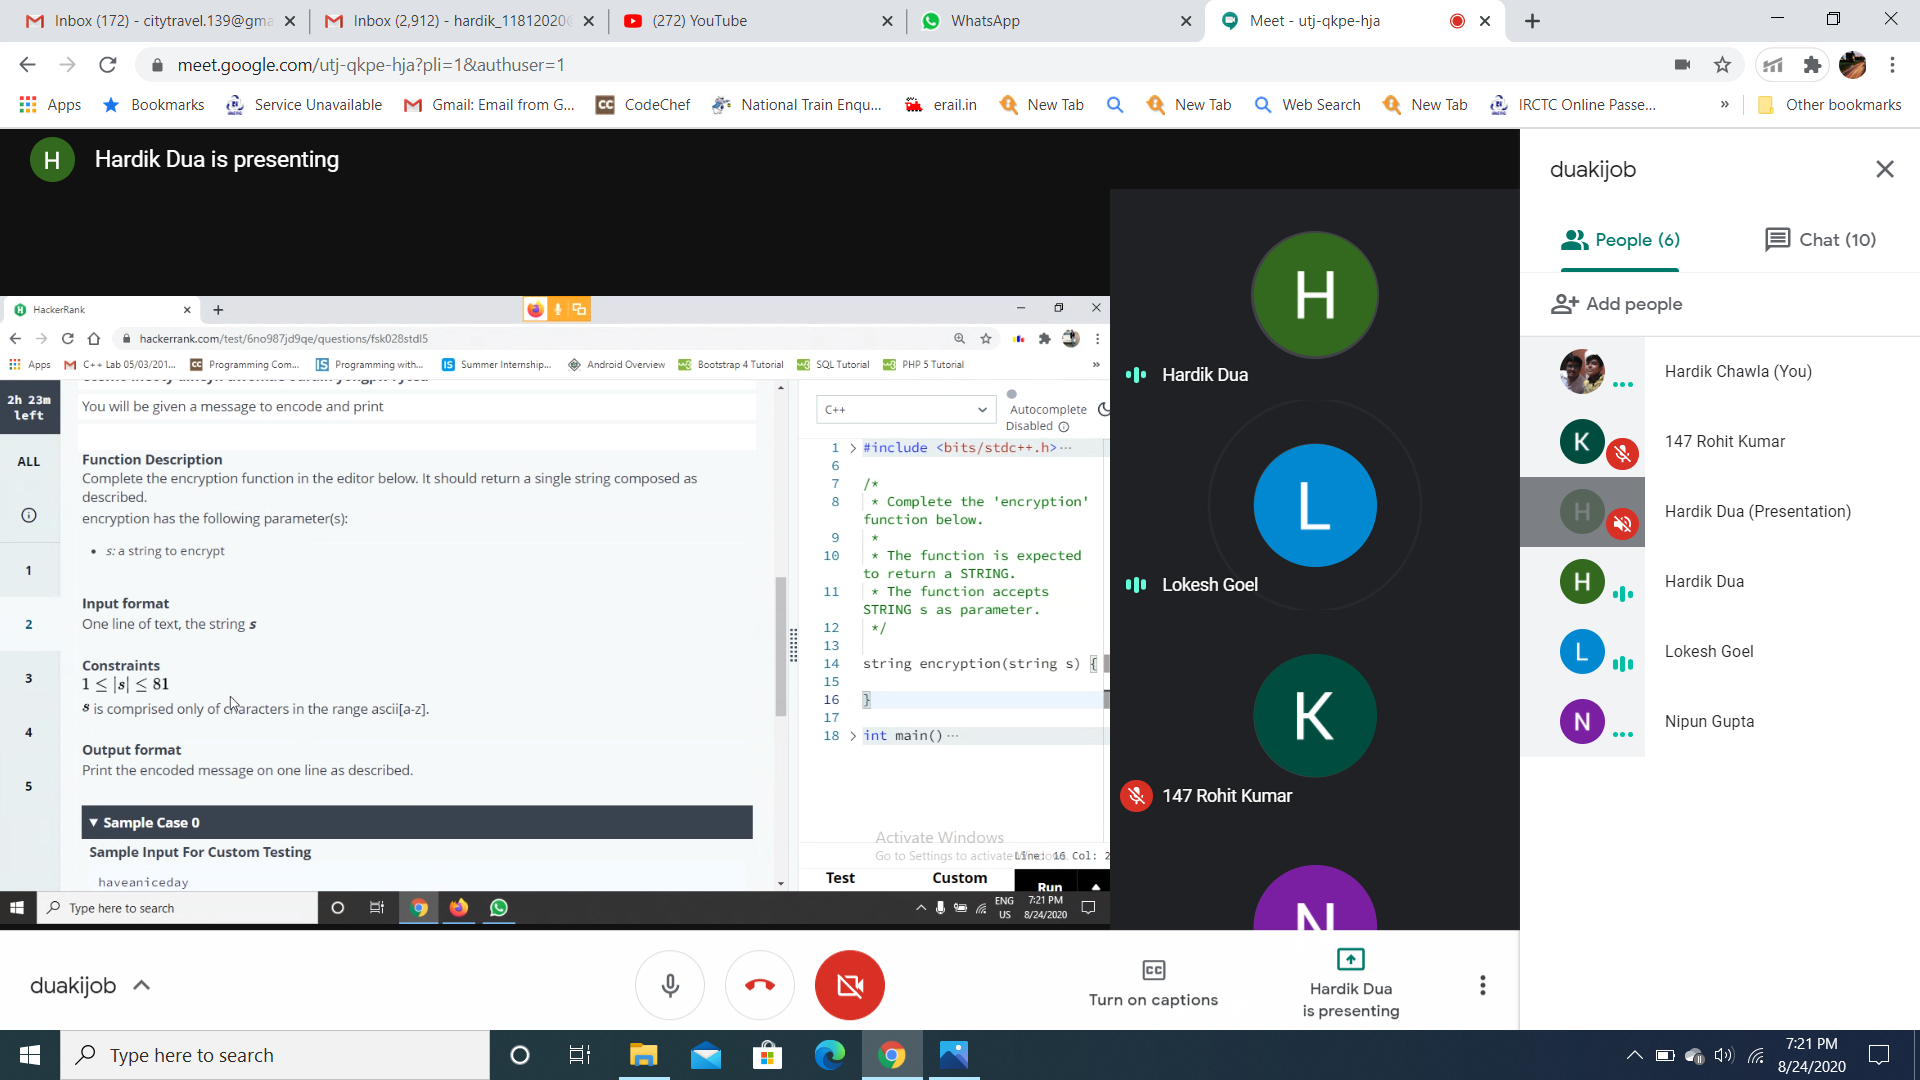 Inbox (172) - citytravel.139@gma
Inbox (2,912) - hardik_11812020
(272) YouTube
WhatsApp
Meet - utj-qkpe-hja
meet.google.com/utj-qkpe-hja?pli=1&authuser=1
Apps
Bookmarks
Service Unavailable
Gmail: Email from G...
CodeChef
National Train Enqu...
erail.in
New Tab
New Tab
Web Search
New Tab
IRCTC Online Passe...
»
Other bookmarks
H
Hardik Dua is presenting
HackerRank
hackerrank.com/test/6no987jd9qe/questions/fsk028stdl5
Apps
C++ Lab 05/03/201...
Programming Com...
Programming with...
Summer Internship...
Android Overview
Bootstrap 4 Tutorial
SQL Tutorial
PHP 5 Tutorial
»
2h 23m
left
ALL
1
2
3
4
5
You will be given a message to encode and print
Function Description
Complete the encryption function in the editor below. It should return a single string composed as
described.
encryption has the following parameter(s):
• s: a string to encrypt
Input format
One line of text, the string s
Constraints
1 ≤ |s| ≤ 81
s is comprised only of characters in the range ascii[a-z].
Output format
Print the encoded message on one line as described.
▼ Sample Case 0
Sample Input For Custom Testing
haveaniceday
C++
Autocomplete
Disabled
1 #include <bits/stdc++.h>···
6
7 /*
8 * Complete the 'encryption'
function below.
9 *
10 * The function is expected
to return a STRING.
11 * The function accepts
STRING s as parameter.
12 */
13
14 string encryption(string s) {
15
16 }
17
18 int main()···
Activate Windows
Go to Settings to activate
Line: 16 Col: 2
Test
Custom
Run
Type here to search
ENG
US
7:21 PM
8/24/2020
H
Hardik Dua
L
Lokesh Goel
K
147 Rohit Kumar
N
duakijob
People (6)
Chat (10)
Add people
Hardik Chawla (You)
K
147 Rohit Kumar
H
Hardik Dua (Presentation)
H
Hardik Dua
L
Lokesh Goel
N
Nipun Gupta
duakijob
Turn on captions
Hardik Dua
is presenting
Type here to search
7:21 PM
8/24/2020